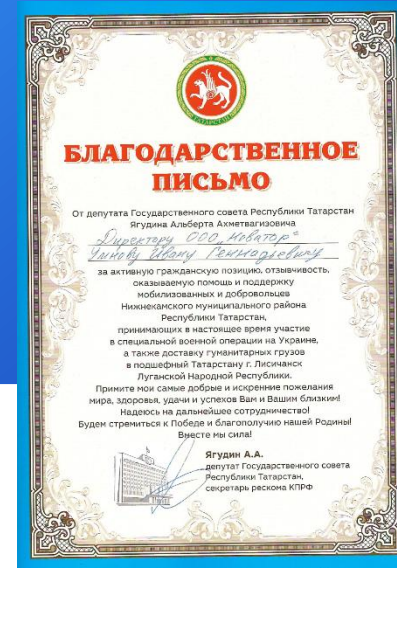 ТАТАРСТАН
БЛАГОДАРСТВЕННОЕ
ПИСЬМО
От депутата Государственного совета Республики Татарстан
Ягудина Альберта Ахметвагизовича
Директору ООО „Новатор"
Умнову Ивану Геннадьевичу
за активную гражданскую позицию, отзывчивость,
оказываемую помощь и поддержку
мобилизованных и добровольцев
Нижнекамского муниципального района
Республики Татарстан,
принимающих в настоящее время участие
в специальной военной операции на Украине,
а также доставку гуманитарных грузов
в подшефный Татарстану г. Лисичанск
Луганской Народной Республики.
Примите мои самые добрые и искренние пожелания
мира, здоровья, удачи и успехов Вам и Вашим близким!
Надеюсь на дальнейшее сотрудничество!
Будем стремиться к Победе и благополучию нашей Родины!
Вместе мы сила!
Ягудин А.А.
депутат Государственного совета
Республики Татарстан,
секретарь рескома КПРФ